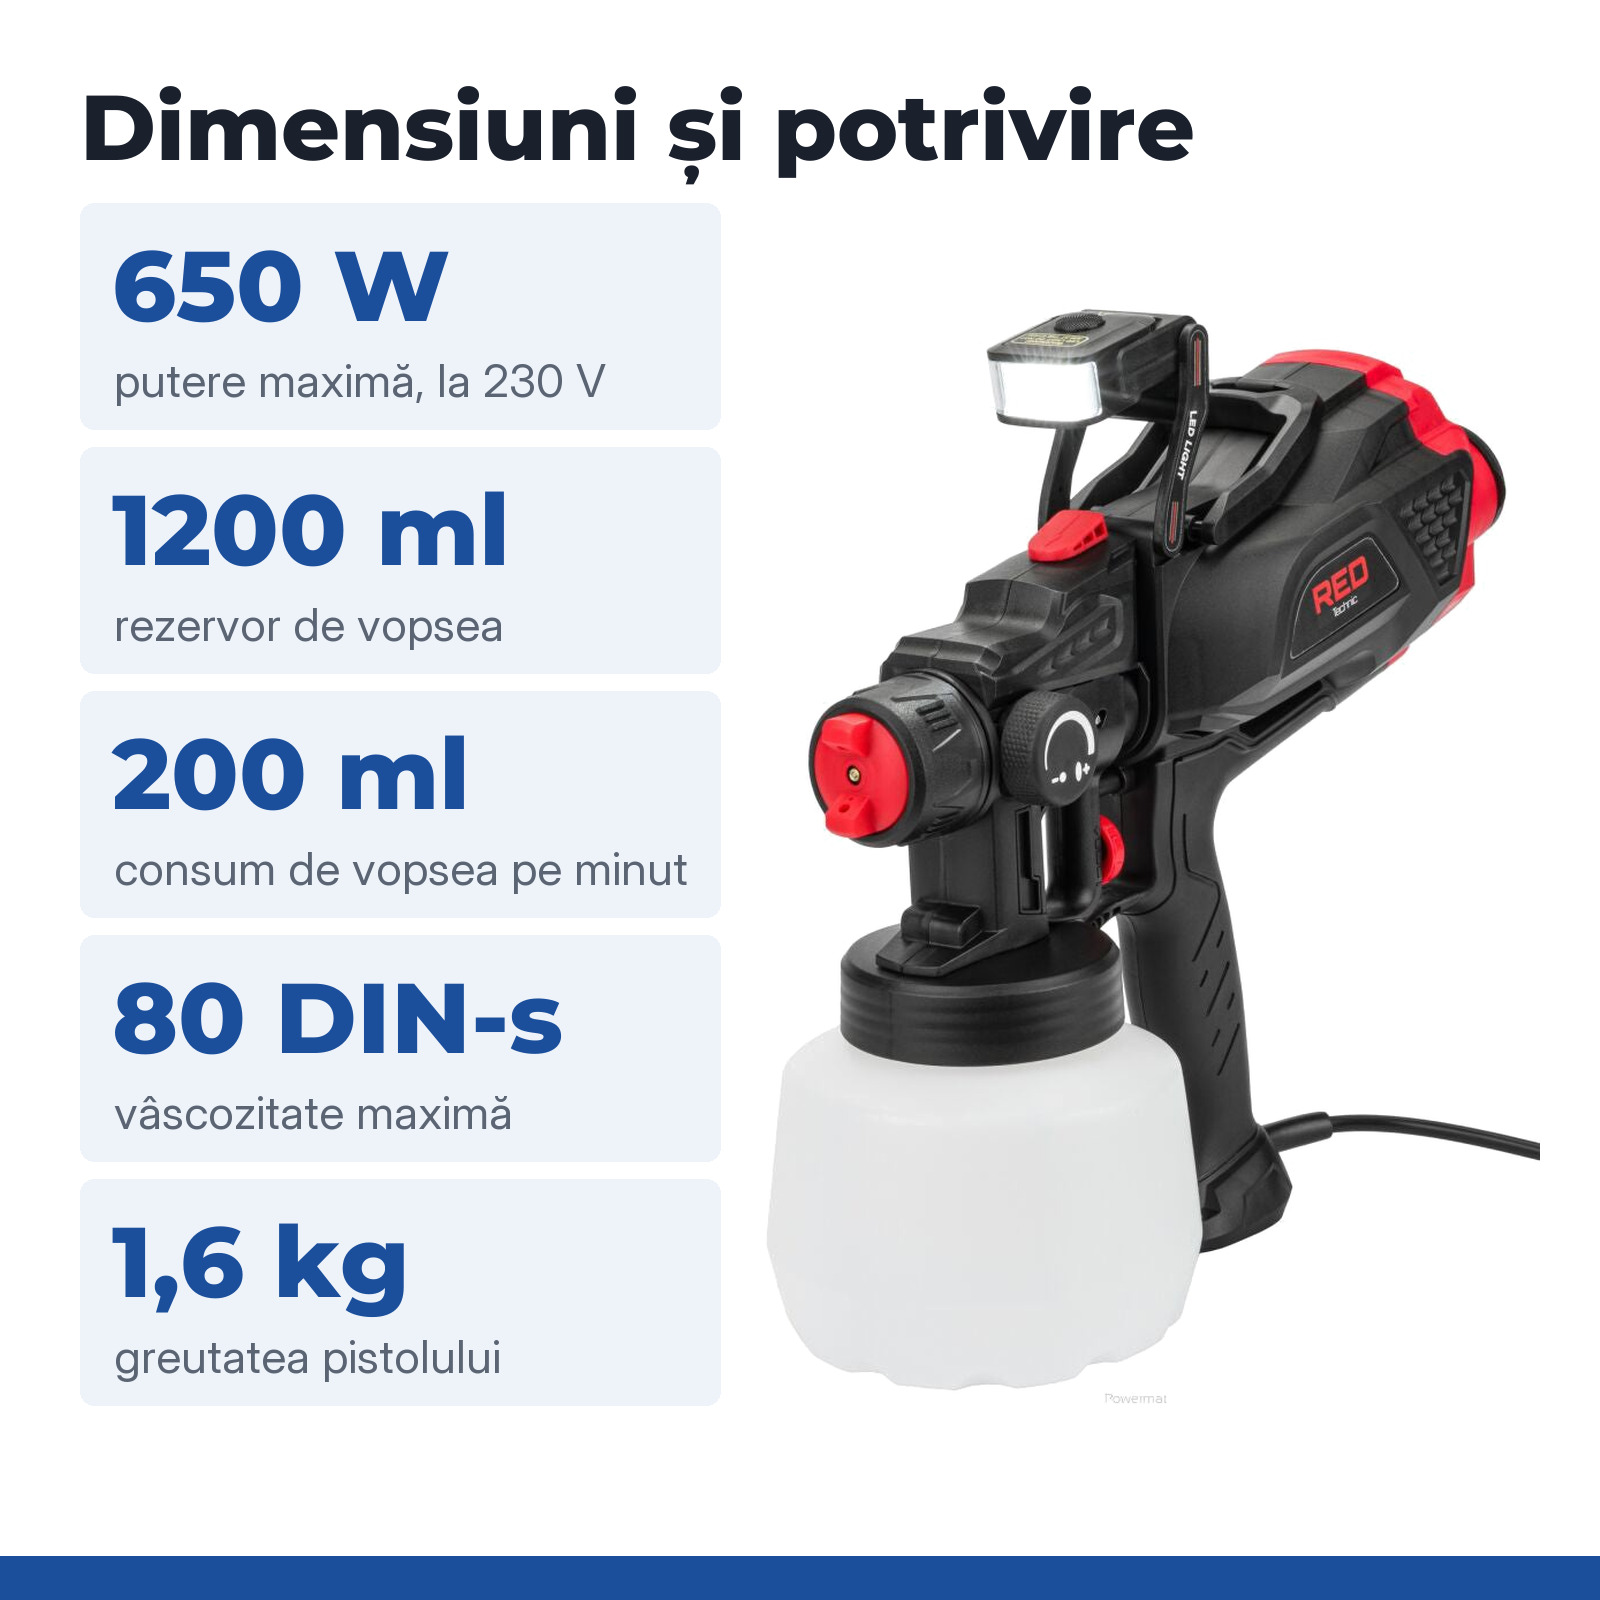 Dimensiuni și potrivire
650 W
putere maximă, la 230 V
1200 ml
rezervor de vopsea
200 ml
consum de vopsea pe minut
80 DIN-s
vâscozitate maximă
1,6 kg
greutatea pistolului
LED LIGHT
RED
Technic
Powermat